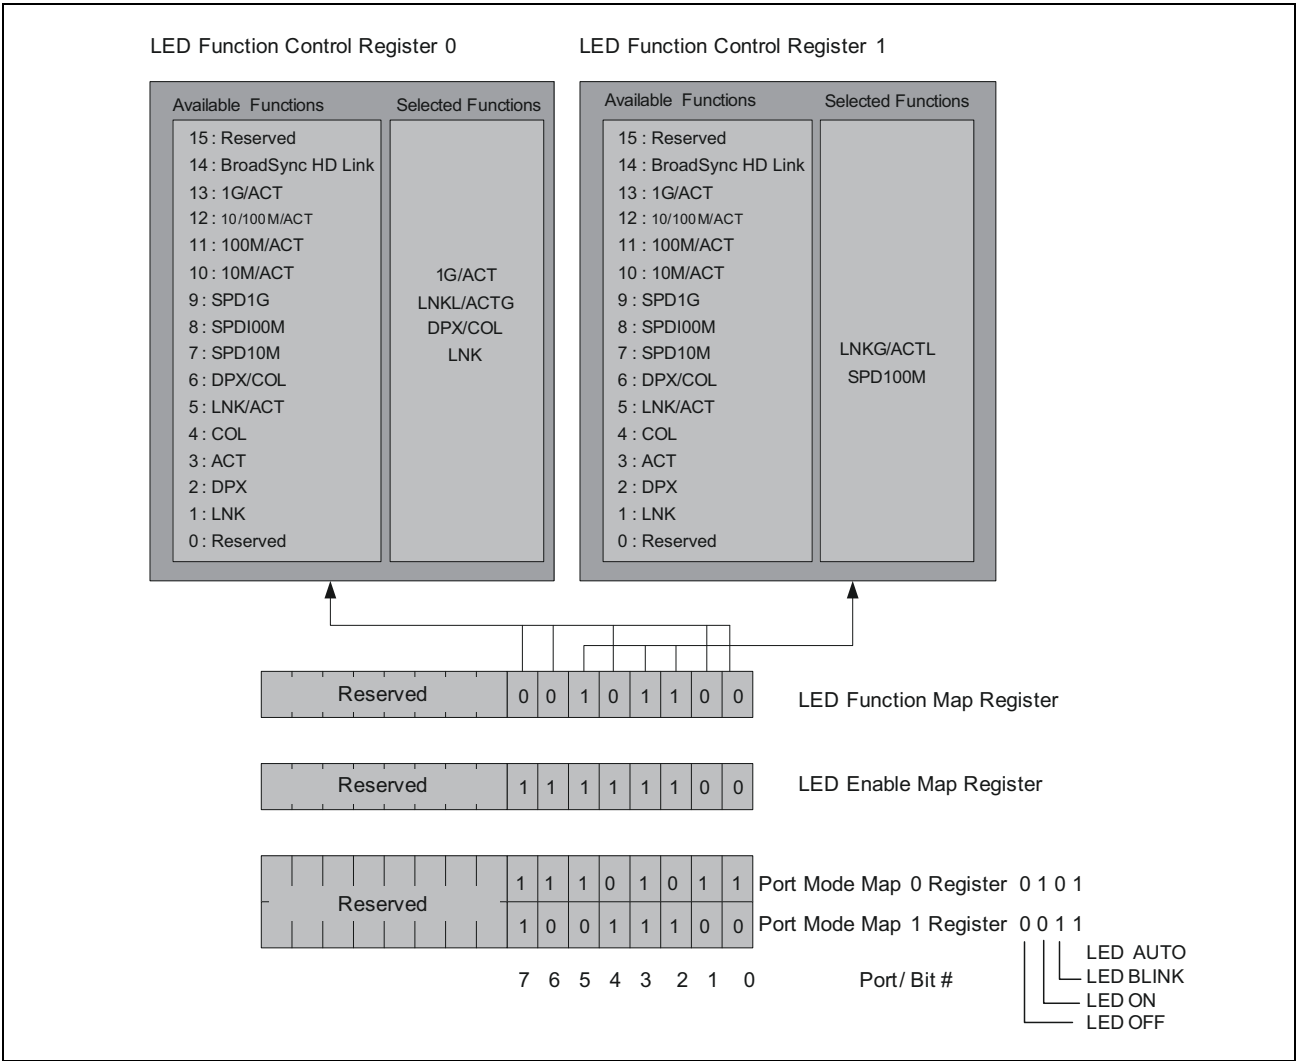 LED Function Control Register 0
LED Function Control Register 1
Available Functions
Selected Functions
15 : Reserved
14 : BroadSync HD Link
13 : 1G/ACT
12 : 10/100M/ACT
11 : 100M/ACT
10 : 10M/ACT
9 : SPD1G
8 : SPDI00M
7 : SPD10M
6 : DPX/COL
5 : LNK/ACT
4 : COL
3 : ACT
2 : DPX
1 : LNK
0 : Reserved
1G/ACT
LNKL/ACTG
DPX/COL
LNK
Available Functions
Selected Functions
15 : Reserved
14 : BroadSync HD Link
13 : 1G/ACT
12 : 10/100M/ACT
11 : 100M/ACT
10 : 10M/ACT
9 : SPD1G
8 : SPDI00M
7 : SPD10M
6 : DPX/COL
5 : LNK/ACT
4 : COL
3 : ACT
2 : DPX
1 : LNK
0 : Reserved
LNKG/ACTL
SPD100M
Reserved 0 0 1 0 1 1 0 0 LED Function Map Register
Reserved 1 1 1 1 1 1 0 0 LED Enable Map Register
Reserved
1 1 1 0 1 0 1 1 Port Mode Map 0 Register 0 1 0 1
1 0 0 1 1 1 0 0 Port Mode Map 1 Register 0 0 1 1
7 6 5 4 3 2 1 0 Port/ Bit #
LED AUTO
LED BLINK
LED ON
LED OFF